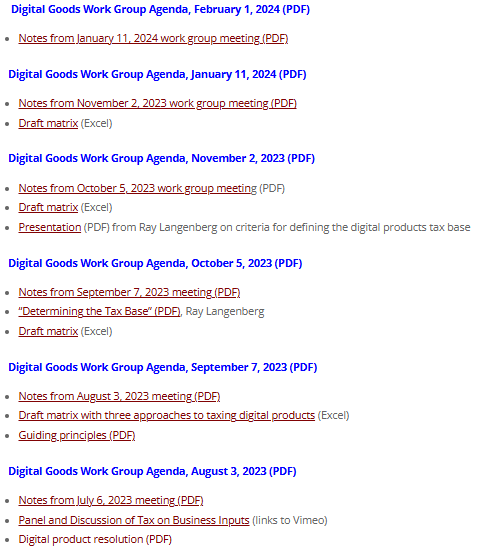 Digital Goods Work Group Agenda, February 1, 2024 (PDF)
Notes from January 11, 2024 work group meeting (PDF)
Digital Goods Work Group Agenda, January 11, 2024 (PDF)
Notes from November 2, 2023 work group meeting (PDF)
Draft matrix (Excel)
Digital Goods Work Group Agenda, November 2, 2023 (PDF)
Notes from October 5, 2023 work group meeting (PDF)
Draft matrix (Excel)
Presentation (PDF) from Ray Langenberg on criteria for defining the digital products tax base
Digital Goods Work Group Agenda, October 5, 2023 (PDF)
Notes from September 7, 2023 meeting (PDF)
“Determining the Tax Base” (PDF), Ray Langenberg
Draft matrix (Excel)
Digital Goods Work Group Agenda, September 7, 2023 (PDF)
Notes from August 3, 2023 meeting (PDF)
Draft matrix with three approaches to taxing digital products (Excel)
Guiding principles (PDF)
Digital Goods Work Group Agenda, August 3, 2023 (PDF)
Notes from July 6, 2023 meeting (PDF)
Panel and Discussion of Tax on Business Inputs (links to Vimeo)
Digital product resolution (PDF)